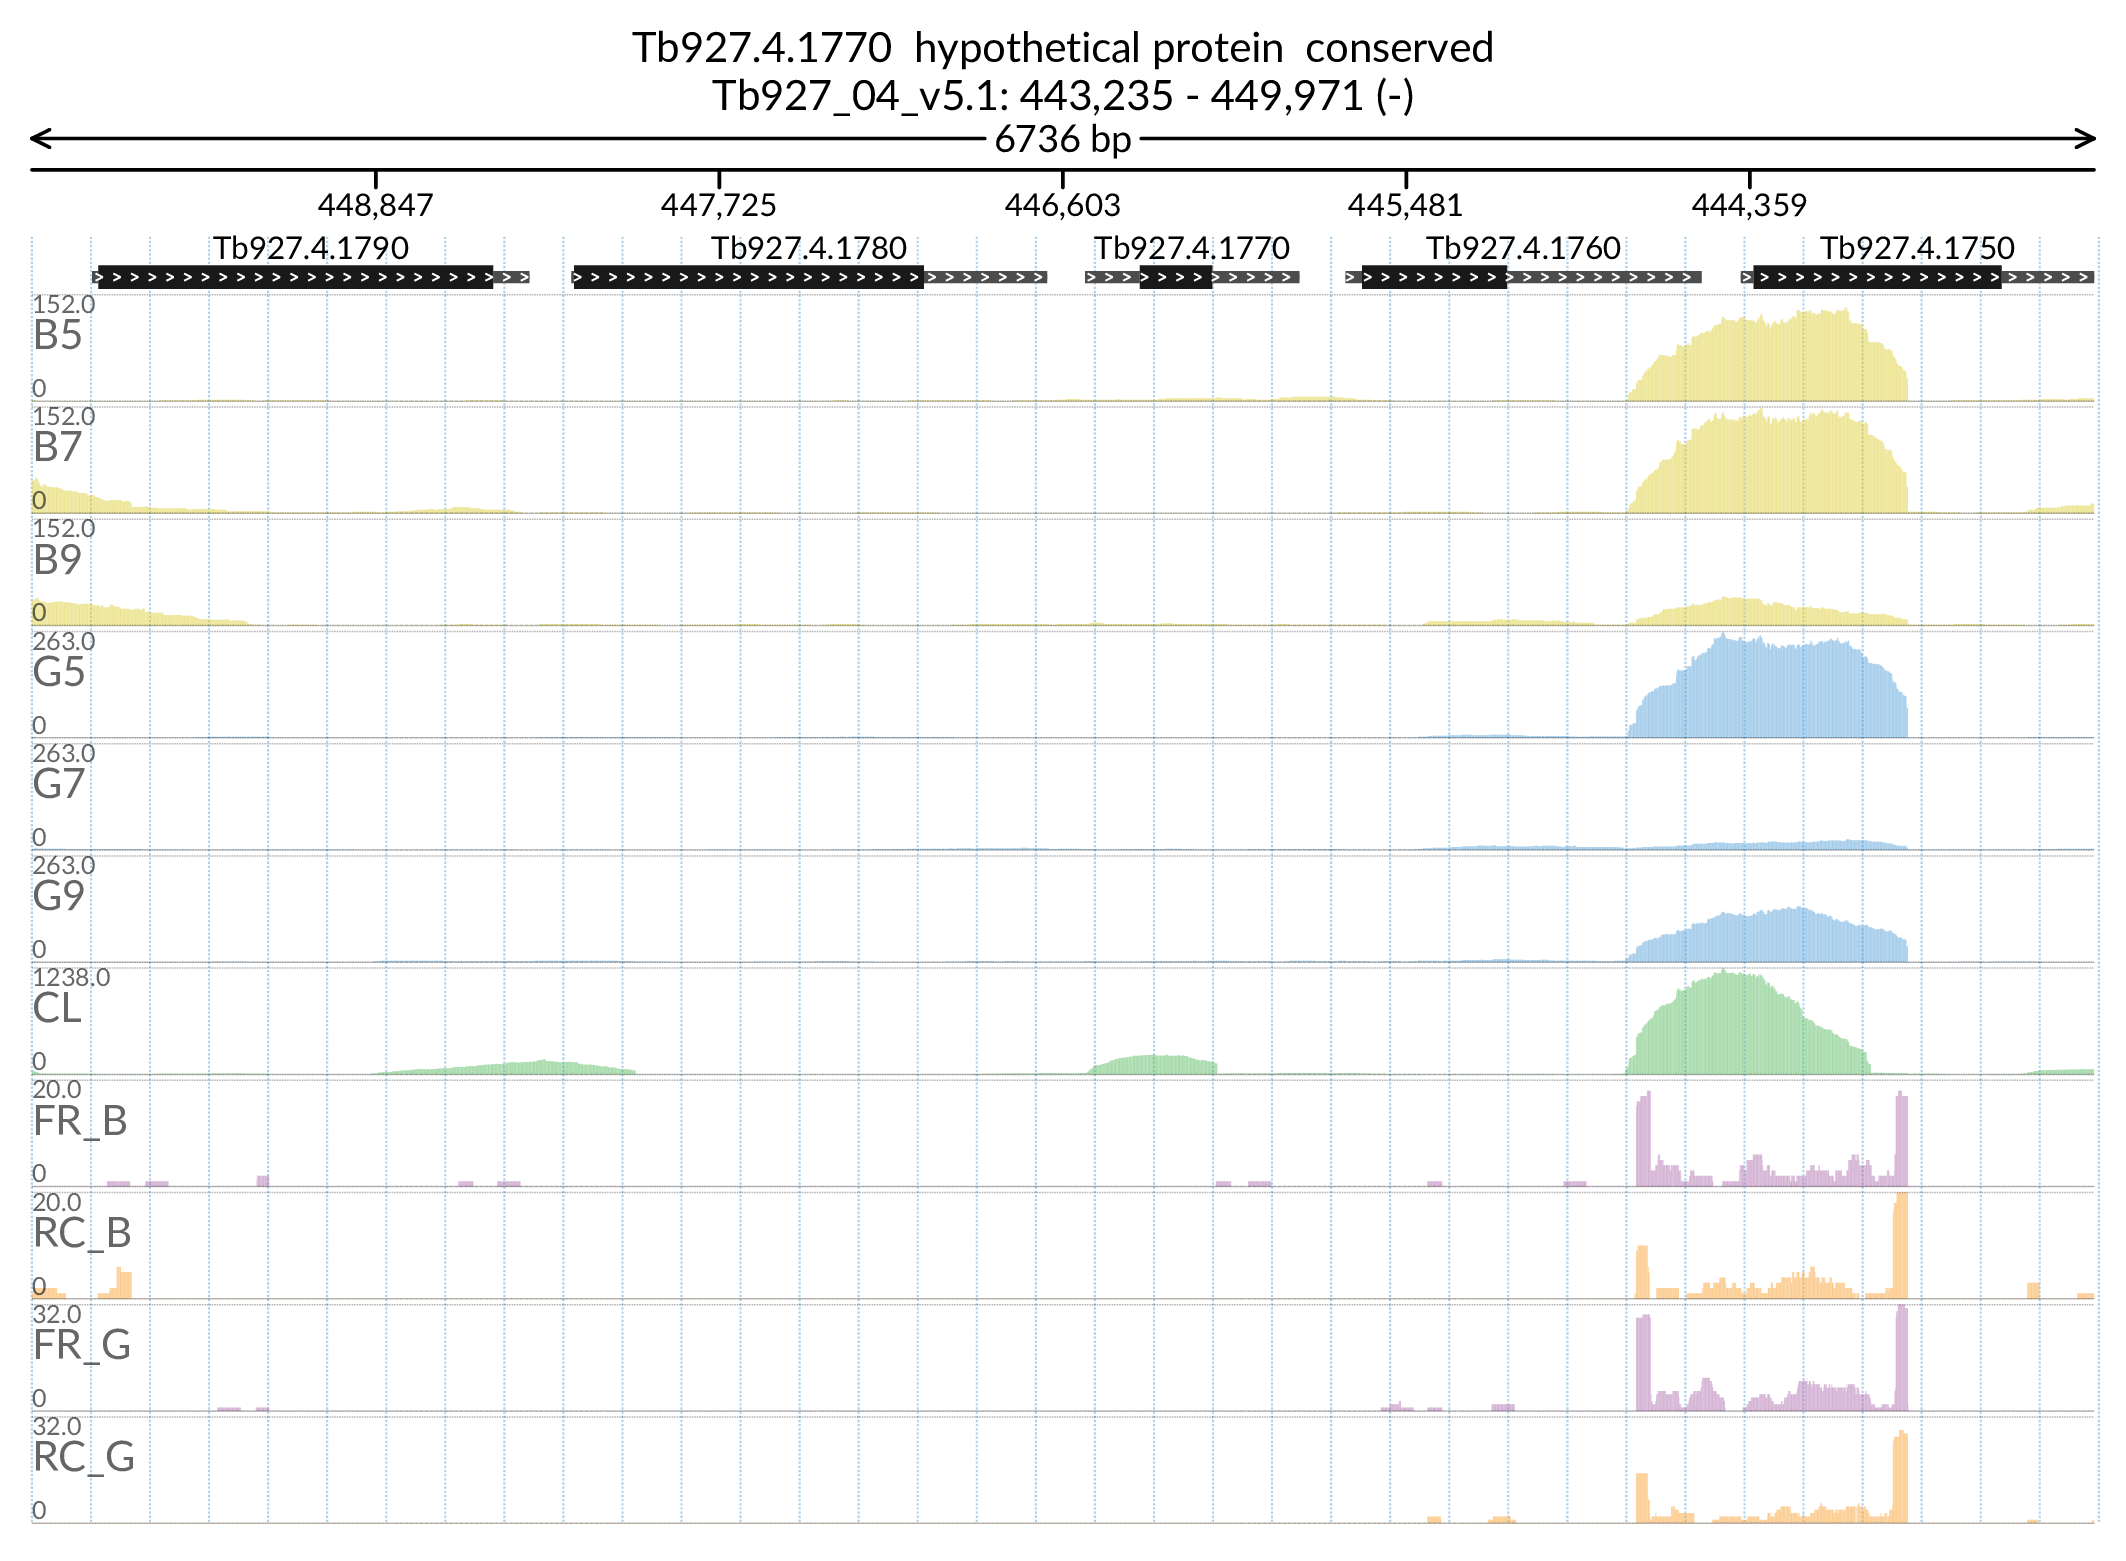 Tb927.4.1770  hypothetical protein  conserved
Tb927_04_v5.1: 443,235 - 449,971 (-)
6736 bp
448,847 447,725 446,603 445,481 444,359
Tb927.4.1790 Tb927.4.1780 Tb927.4.1770 Tb927.4.1760 Tb927.4.1750
152.0
B5
0
152.0
B7
0
152.0
B9
0
263.0
G5
0
263.0
G7
0
263.0
G9
0
1238.0
CL
0
20.0
FR_B
0
20.0
RC_B
0
32.0
FR_G
0
32.0
RC_G
0